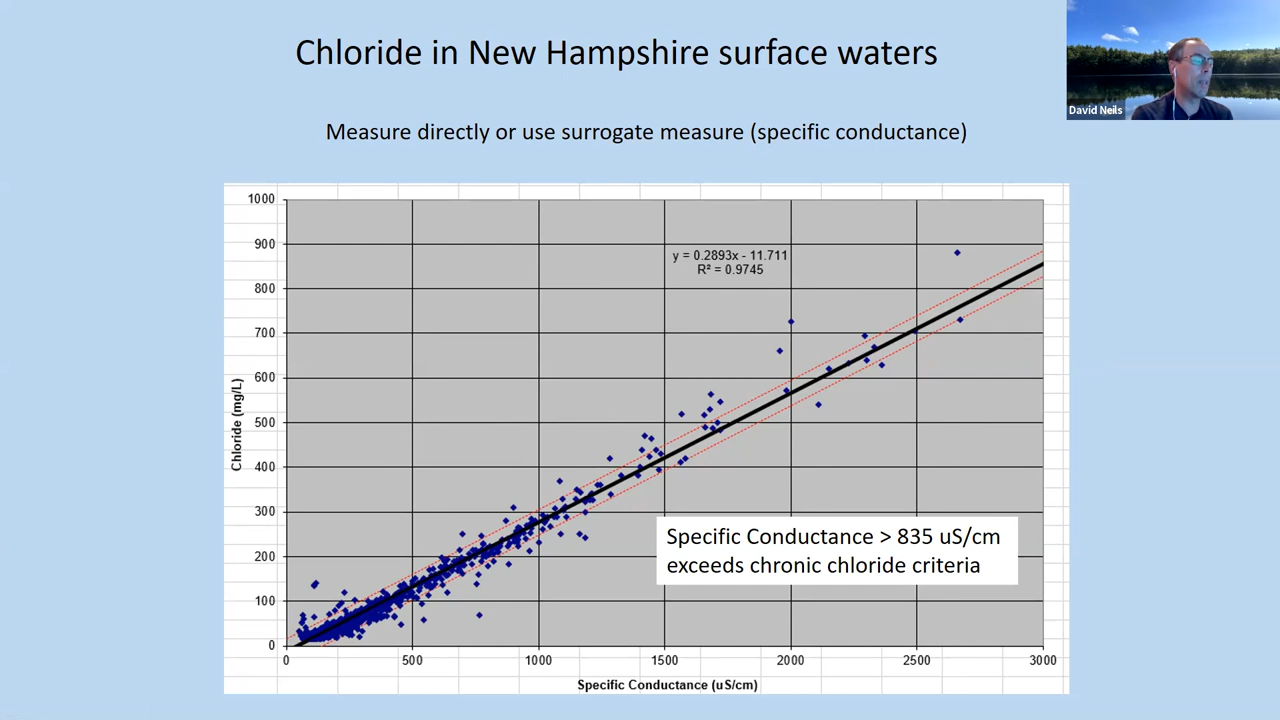 Chloride in New Hampshire surface waters
David Neils
Measure directly or use surrogate measure (specific conductance)
1000
900
800
700
600
500
400
300
200
100
0
Chloride (mg/L)
y = 0.2893x - 11.711
R² = 0.9745
Specific Conductance > 835 uS/cm
exceeds chronic chloride criteria
0 500 1000 1500 2000 2500 3000
Specific Conductance (uS/cm)